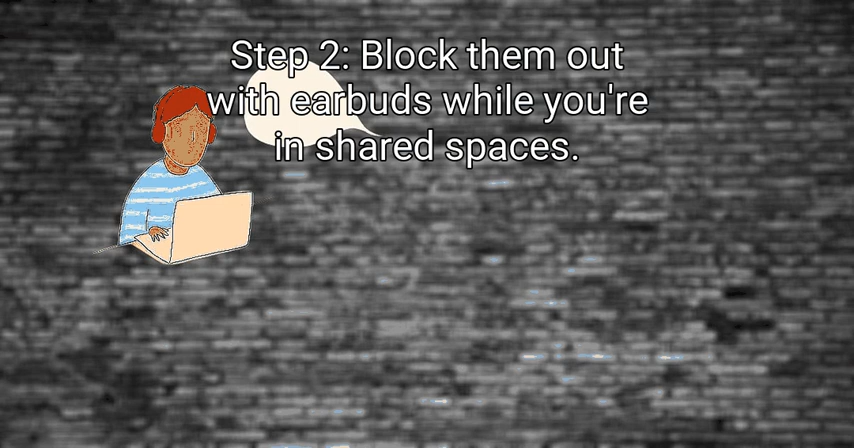 Step 2: Block them out
with earbuds while you're
in shared spaces.